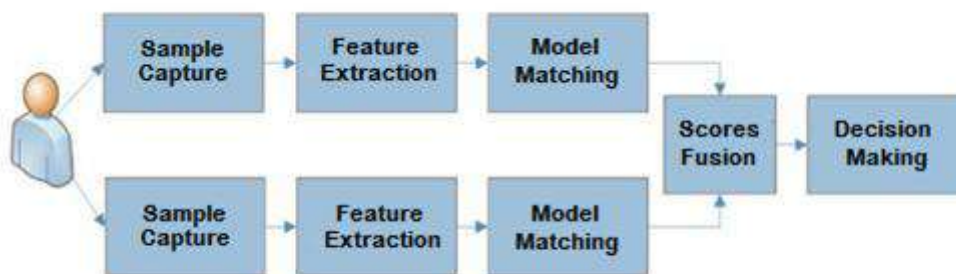 Sample
Capture
Feature
Extraction
Model
Matching
Scores
Fusion
Decision
Making
Sample
Capture
Feature
Extraction
Model
Matching